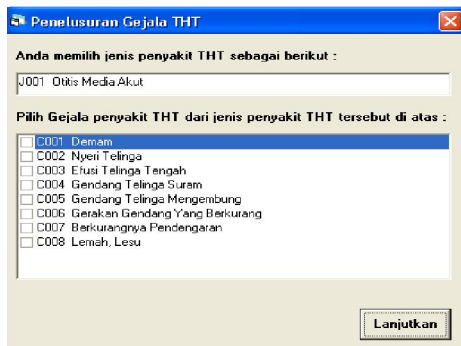 Penelusuran Gejala THT
Anda memilih jenis penyakit THT sebagai berikut :
J001 Otitis Media Akut
Pilih Gejala penyakit THT dari jenis penyakit THT tersebut di atas :
C001 Demam
C002 Nyeri Telinga
C003 Efusi Telinga Tengah
C004 Gendang Telinga Suram
C005 Gendang Telinga Mengembung
C006 Gerakan Gendang Yang Berkurang
C007 Berkurangnya Pendengaran
C008 Lemah, Lesu
Lanjutkan